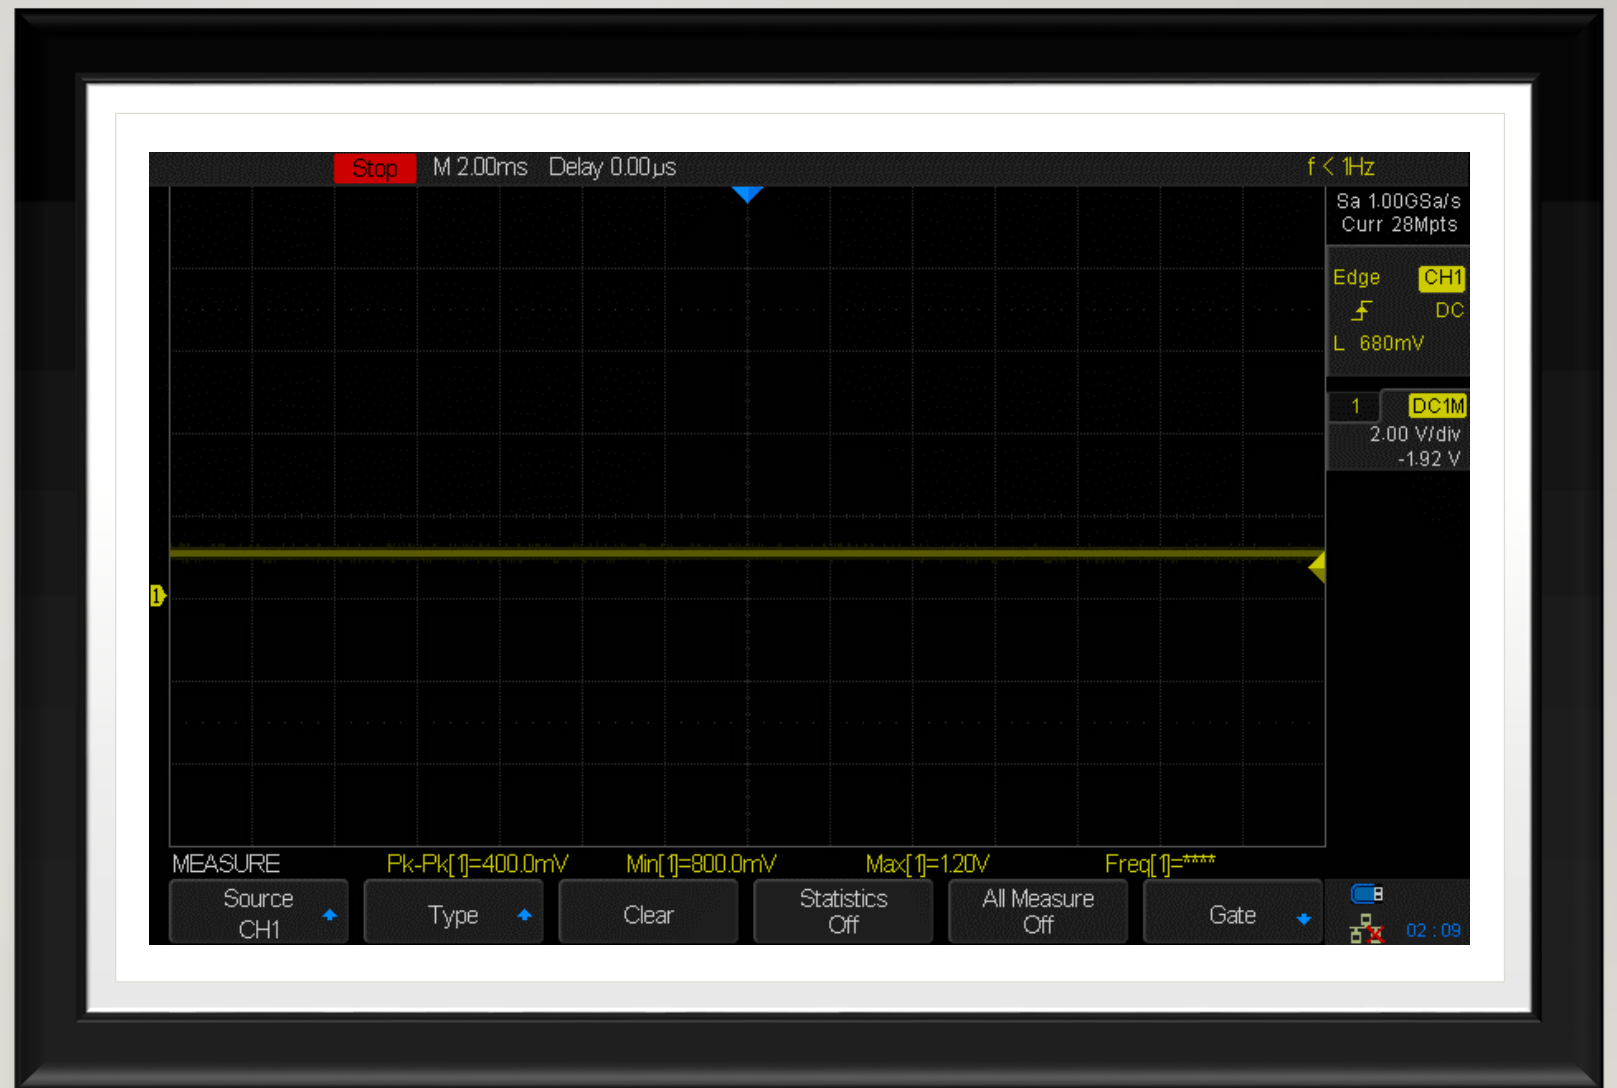 Stop M 2.00ms Delay 0.00µs f < 1Hz
Sa 1.00GSa/s
Curr 28Mpts
Edge CH1
DC
L 680mV
1 DC1M
2.00 V/div
-1.92 V
1
MEASURE Pk-Pk[1]=400.0mV Min[1]=800.0mV Max[1]=1.20V Freq[1]=****
Source
CH1
Type
Clear
Statistics
Off
All Measure
Off
Gate
02:09